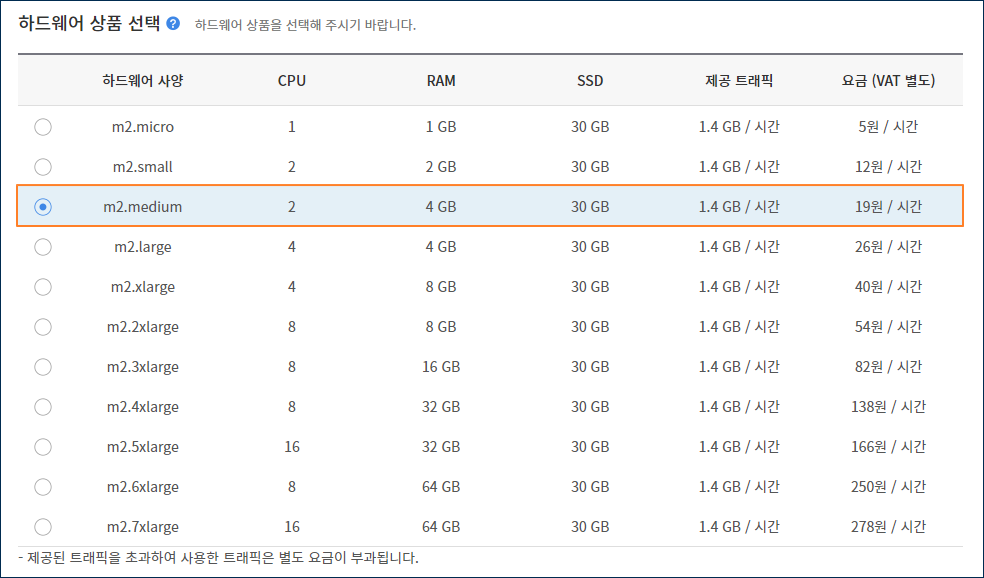 하드웨어 상품 선택 ? 하드웨어 상품을 선택해 주시기 바랍니다.
하드웨어 사양 CPU RAM SSD 제공 트래픽 요금 (VAT 별도)
m2.micro 1 1 GB 30 GB 1.4 GB / 시간 5원 / 시간
m2.small 2 2 GB 30 GB 1.4 GB / 시간 12원 / 시간
m2.medium 2 4 GB 30 GB 1.4 GB / 시간 19원 / 시간
m2.large 4 4 GB 30 GB 1.4 GB / 시간 26원 / 시간
m2.xlarge 4 8 GB 30 GB 1.4 GB / 시간 40원 / 시간
m2.2xlarge 8 8 GB 30 GB 1.4 GB / 시간 54원 / 시간
m2.3xlarge 8 16 GB 30 GB 1.4 GB / 시간 82원 / 시간
m2.4xlarge 8 32 GB 30 GB 1.4 GB / 시간 138원 / 시간
m2.5xlarge 16 32 GB 30 GB 1.4 GB / 시간 166원 / 시간
m2.6xlarge 8 64 GB 30 GB 1.4 GB / 시간 250원 / 시간
m2.7xlarge 16 64 GB 30 GB 1.4 GB / 시간 278원 / 시간
- 제공된 트래픽을 초과하여 사용한 트래픽은 별도 요금이 부과됩니다.